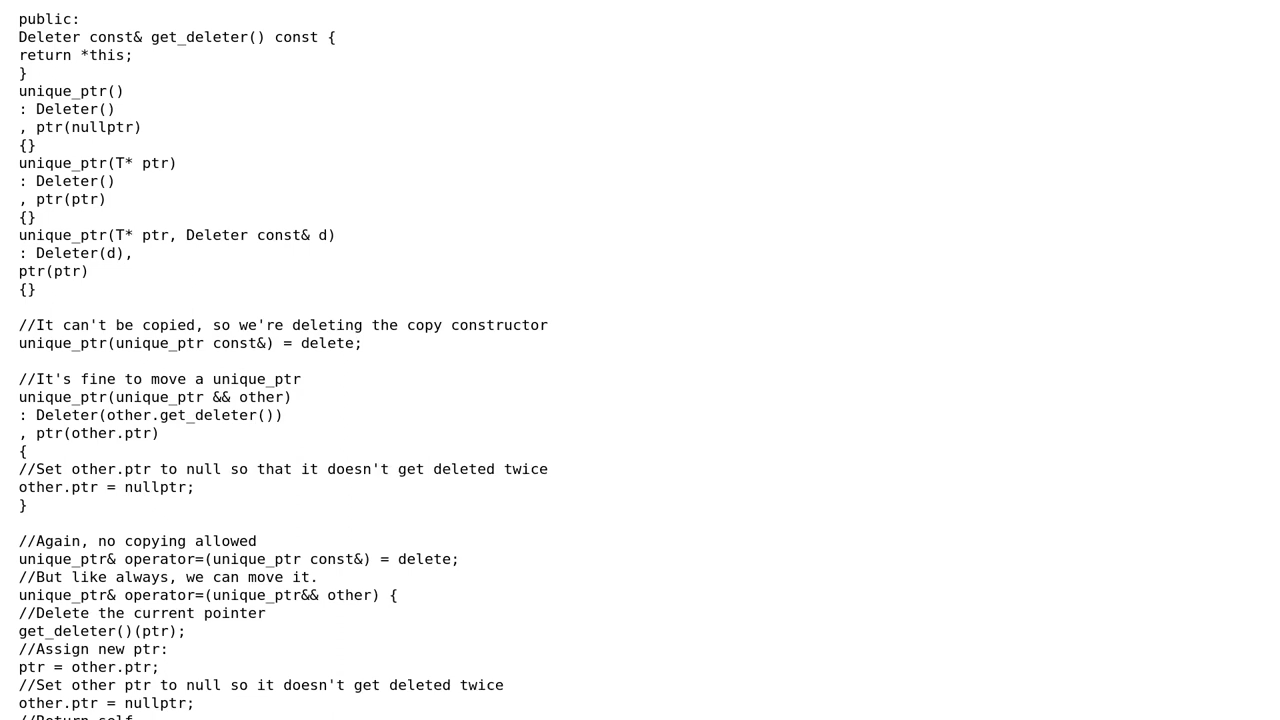 public:
Deleter const& get_deleter() const {
return *this;
}
unique_ptr()
: Deleter()
, ptr(nullptr)
{}
unique_ptr(T* ptr)
: Deleter()
, ptr(ptr)
{}
unique_ptr(T* ptr, Deleter const& d)
: Deleter(d),
ptr(ptr)
{}
//It can't be copied, so we're deleting the copy constructor
unique_ptr(unique_ptr const&) = delete;
//It's fine to move a unique_ptr
unique_ptr(unique_ptr && other)
: Deleter(other.get_deleter())
, ptr(other.ptr)
{
//Set other.ptr to null so that it doesn't get deleted twice
other.ptr = nullptr;
}
//Again, no copying allowed
unique_ptr& operator=(unique_ptr const&) = delete;
//But like always, we can move it.
unique_ptr& operator=(unique_ptr&& other) {
//Delete the current pointer
get_deleter()(ptr);
//Assign new ptr:
ptr = other.ptr;
//Set other ptr to null so it doesn't get deleted twice
other.ptr = nullptr;
//Return self